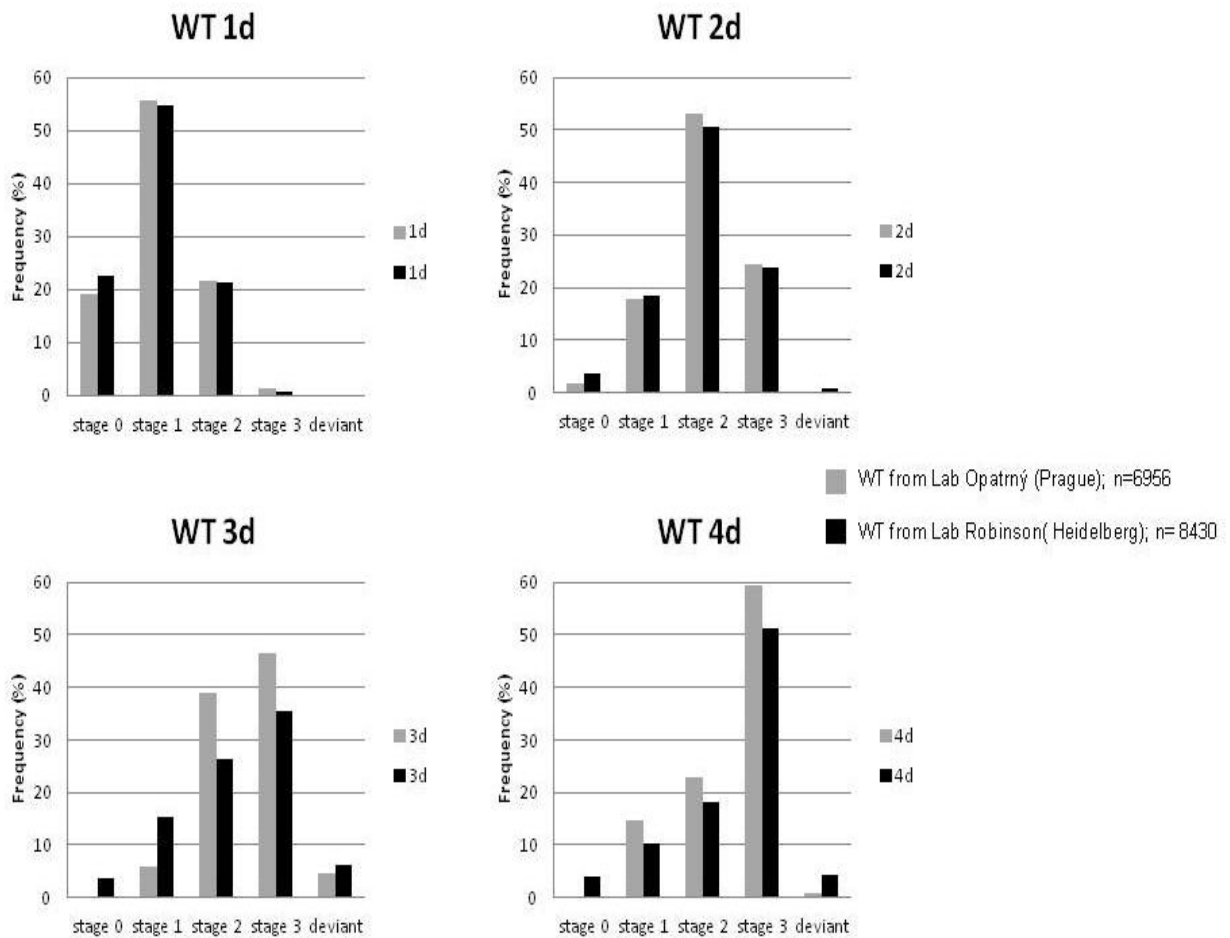 WT 1d
Frequency (%)
60
50
40
30
20
10
0
stage 0 stage 1 stage 2 stage 3 deviant
1d
1d
WT 2d
Frequency (%)
60
50
40
30
20
10
0
stage 0 stage 1 stage 2 stage 3 deviant
2d
2d
WT from Lab Opatrný (Prague); n=6956
WT from Lab Robinson( Heidelberg); n= 8430
WT 3d
Frequency (%)
60
50
40
30
20
10
0
stage 0 stage 1 stage 2 stage 3 deviant
3d
3d
WT 4d
Frequency (%)
60
50
40
30
20
10
0
stage 0 stage 1 stage 2 stage 3 deviant
4d
4d